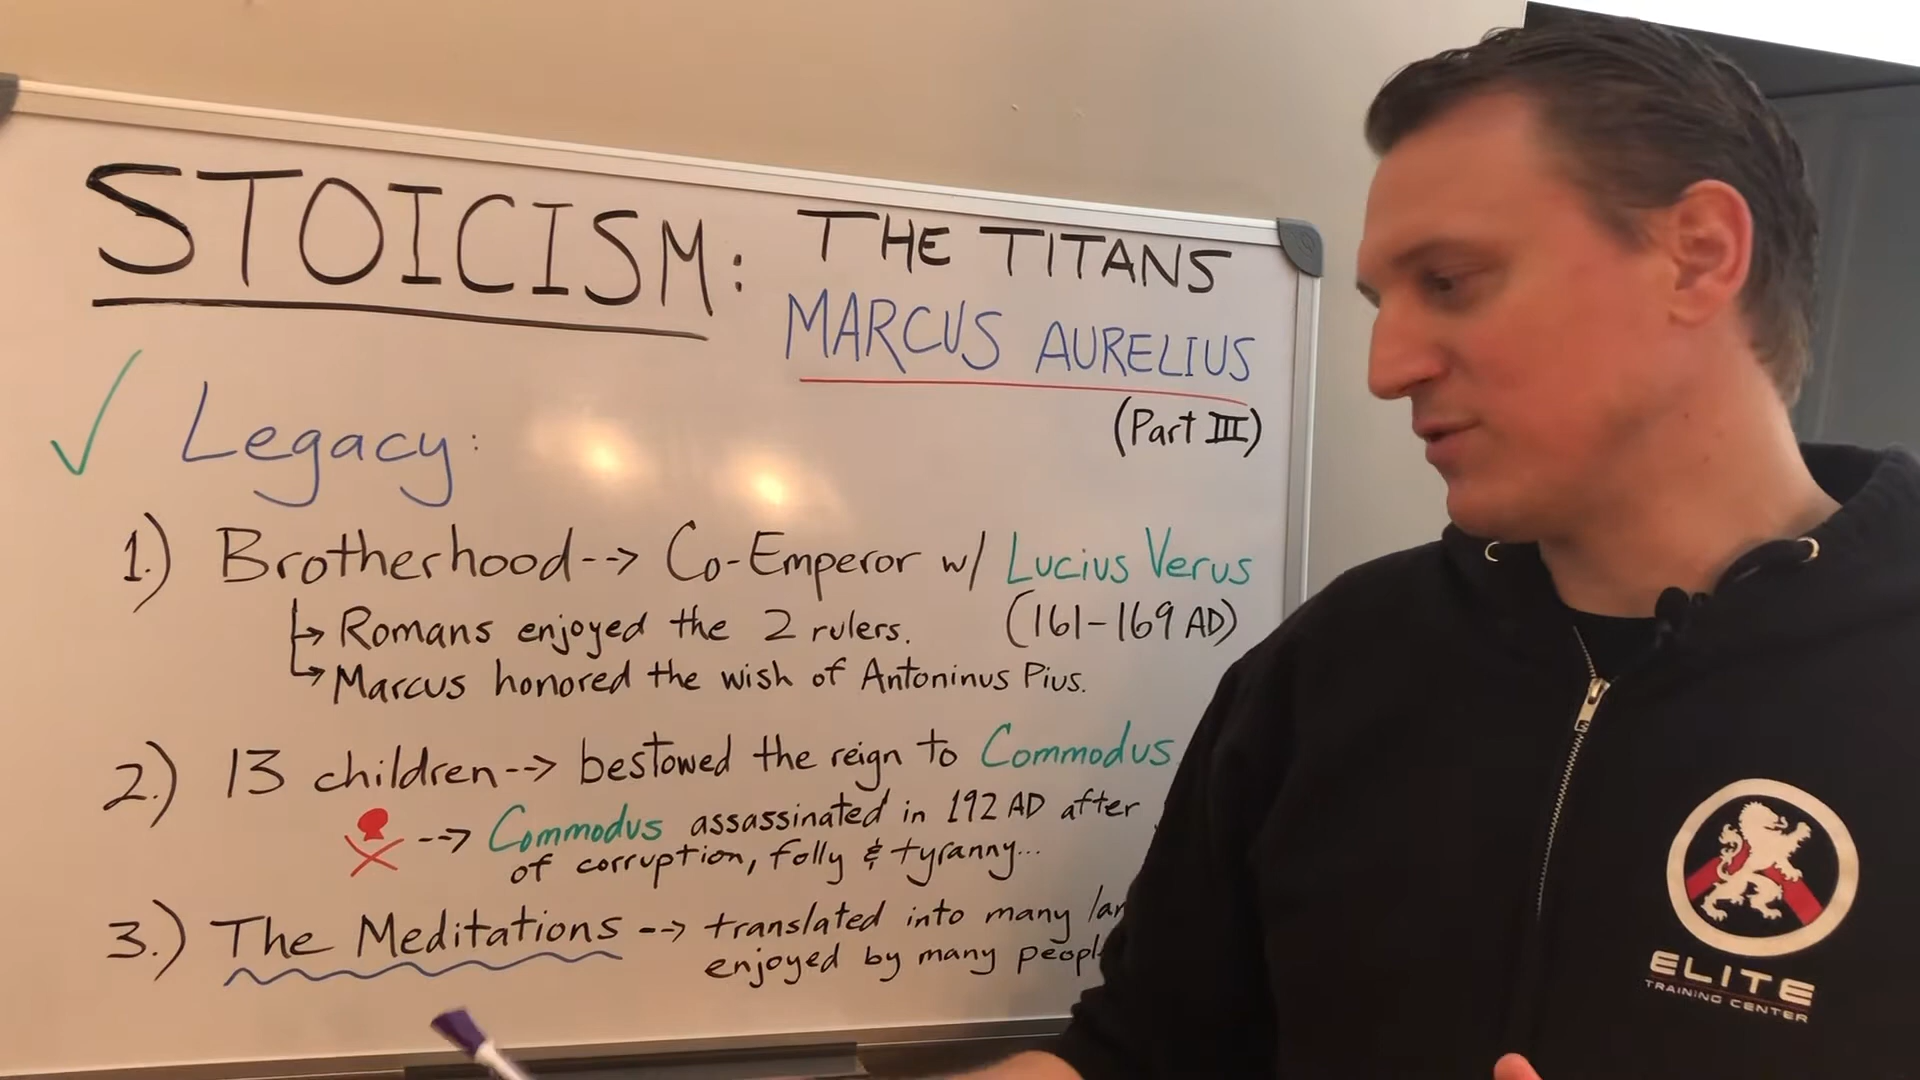 STOICISM: THE TITANS
MARCUS AURELIUS
(Part III)
✓ Legacy:
1.) Brotherhood --> Co-Emperor w/ Lucius Verus
↳ Romans enjoyed the 2 rulers. (161-169 AD)
↳ Marcus honored the wish of Antoninus Pius.
2.) 13 children --> bestowed the reign to Commodus
--> Commodus assassinated in 192 AD after
of corruption, folly & tyranny...
3.) The Meditations --> translated into many
enjoyed by many
ELITE
TRAINING CENTER